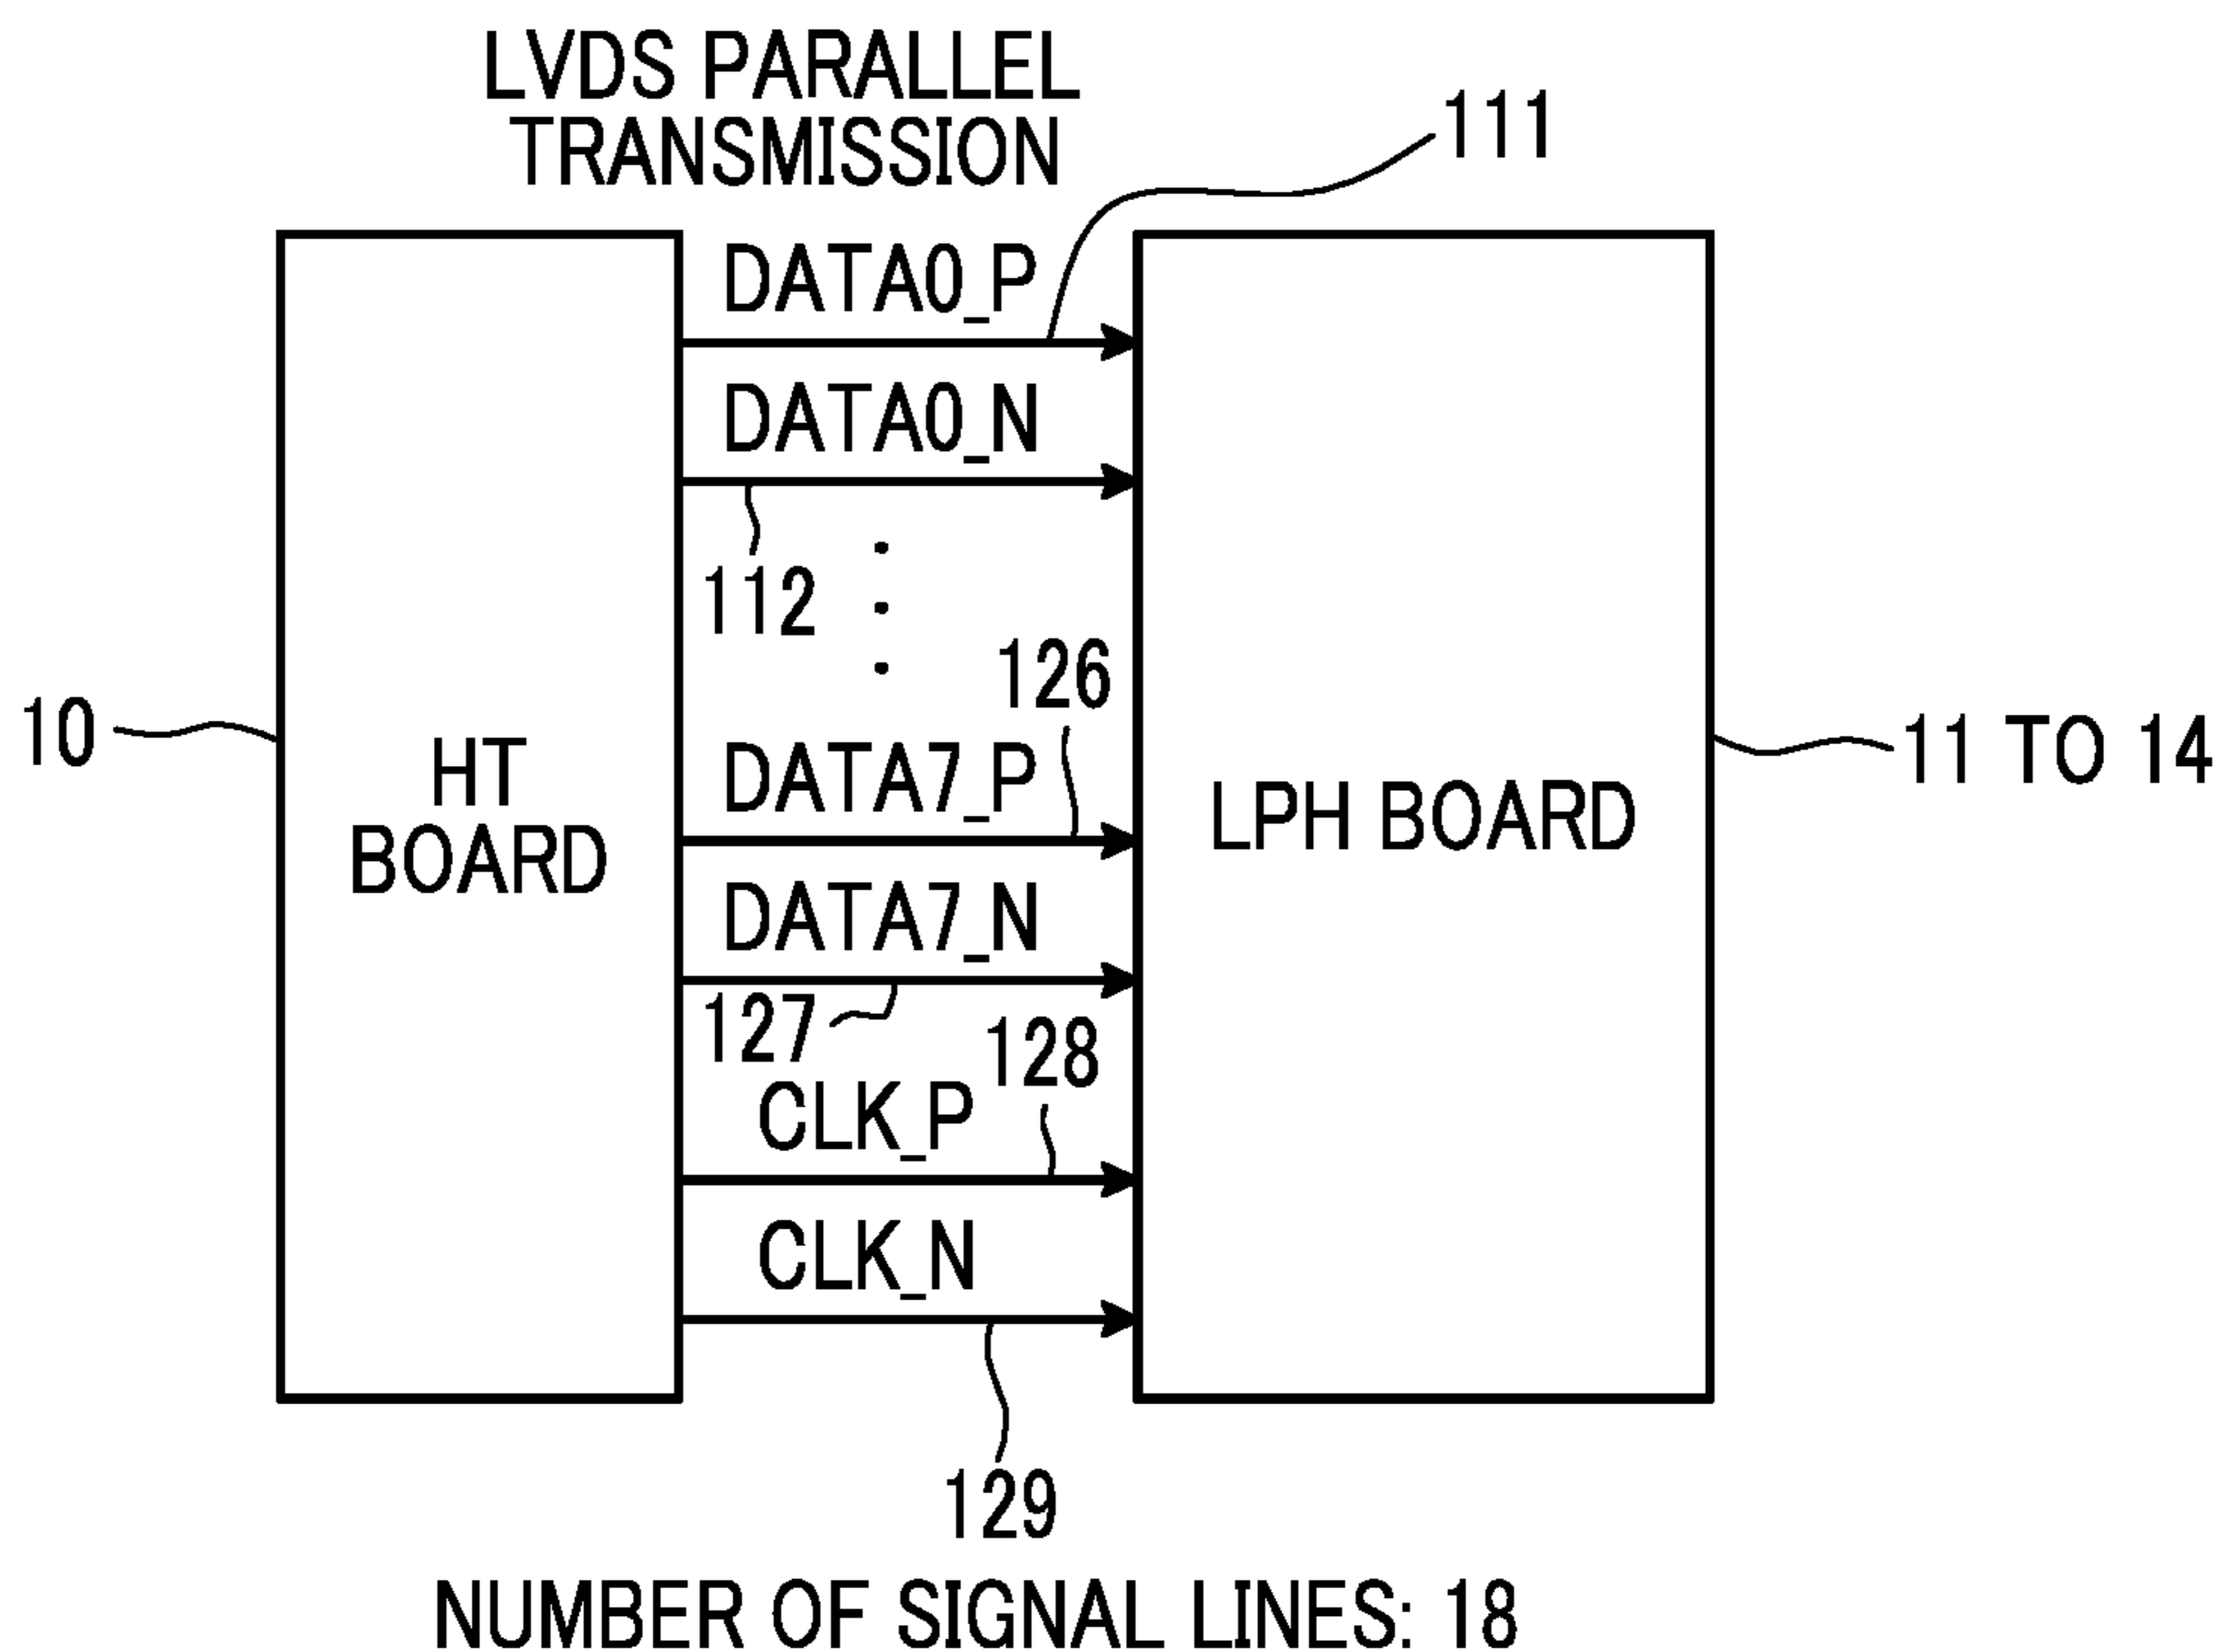 LVDS PARALLEL
TRANSMISSION
111
DATA0_P
DATA0_N
112
126
10
HT
BOARD
DATA7_P
LPH BOARD
11 TO 14
DATA7_N
127
128
CLK_P
CLK_N
129
NUMBER OF SIGNAL LINES: 18